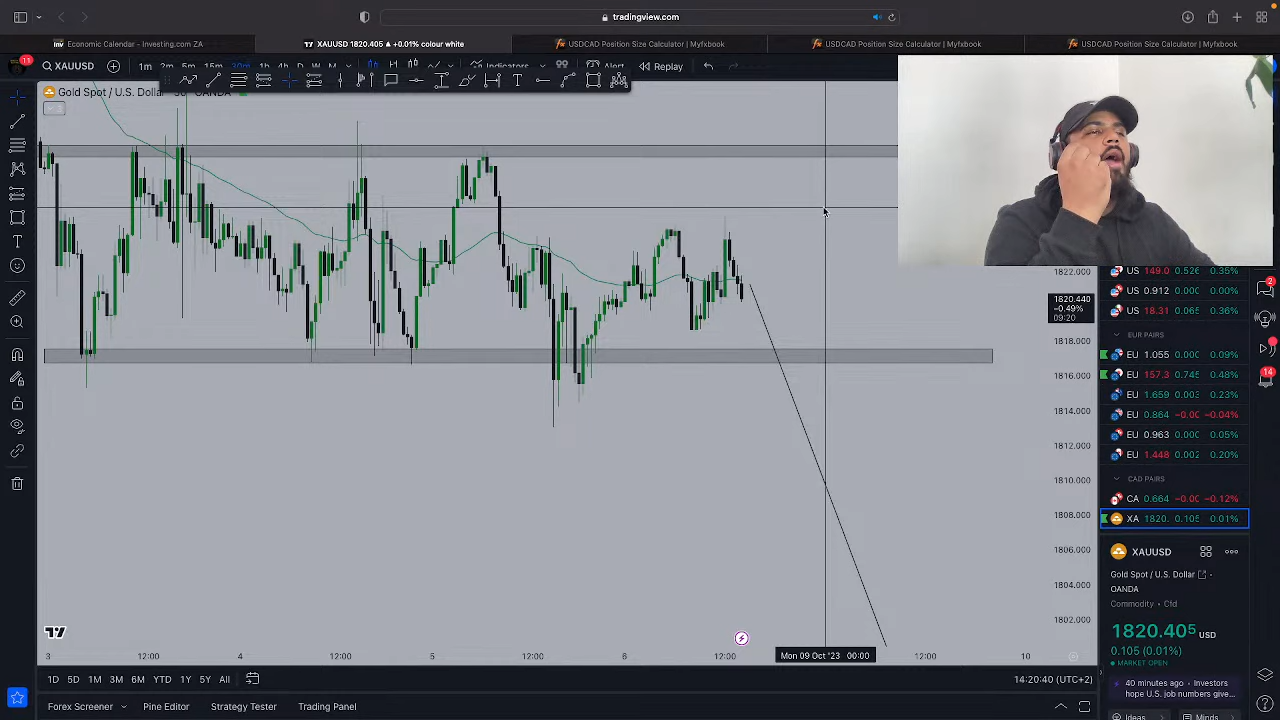 tradingview.com
Economic Calendar - Investing.com ZA
XAUUSD 1820.405 ▲ +0.01% colour white
USDCAD Position Size Calculator | Myfxbook
USDCAD Position Size Calculator | Myfxbook
USDCAD Position Size Calculator | Myfxbook
11
XAUUSD
1m
Indicators
Alert
Replay
Gold Spot / U.S. Dollar
US 149.0 0.526 0.35%
US 0.912 0.000 0.00%
US 18.31 0.065 0.36%
EUR PAIRS
EU 1.055 0.000 0.09%
EU 157.3 0.745 0.48%
EU 1.659 0.003 0.23%
EU 0.864 −0.00 −0.04%
EU 0.963 0.000 0.05%
EU 1.448 0.002 0.20%
CAD PAIRS
CA 0.664 −0.00 −0.12%
XA 1820. 0.105 0.01%
2
14
1822.000
1820.440
−0.49%
09:20
1818.000
1816.000
1814.000
1812.000
1810.000
1808.000
1806.000
1804.000
1802.000
XAUUSD
Gold Spot / U.S. Dollar
OANDA
Commodity • Cfd
1820.405 USD
0.105 (0.01%)
MARKET OPEN
40 minutes ago • Investors
hope U.S. job numbers give...
Ideas
Minds
3 12:00 4 12:00 5 12:00 8 12:00 Mon 09 Oct '23 00:00 12:00 10
1D 5D 1M 3M 6M YTD 1Y 5Y All
14:20:40 (UTC+2)
Forex Screener
Pine Editor
Strategy Tester
Trading Panel